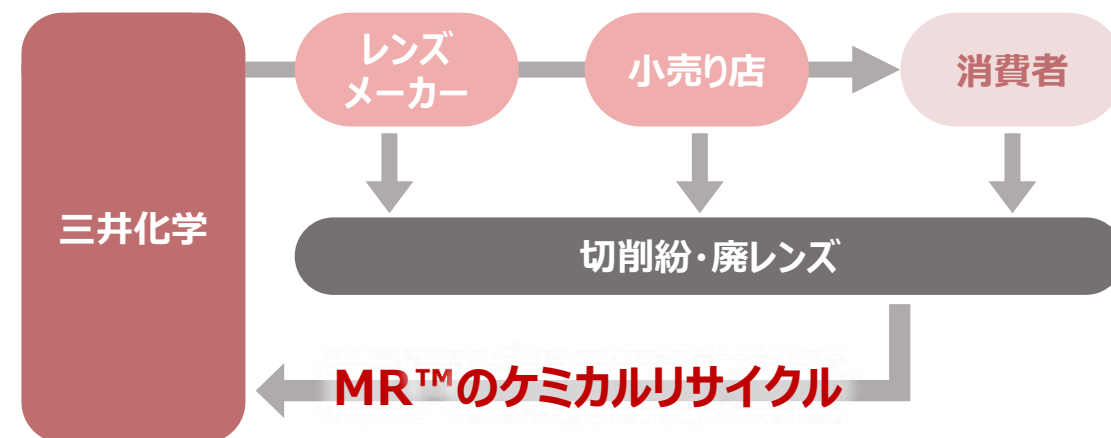 三井化学
レンズ
メーカー
小売り店
消費者
切削紛・廃レンズ
MR™のケミカルリサイクル